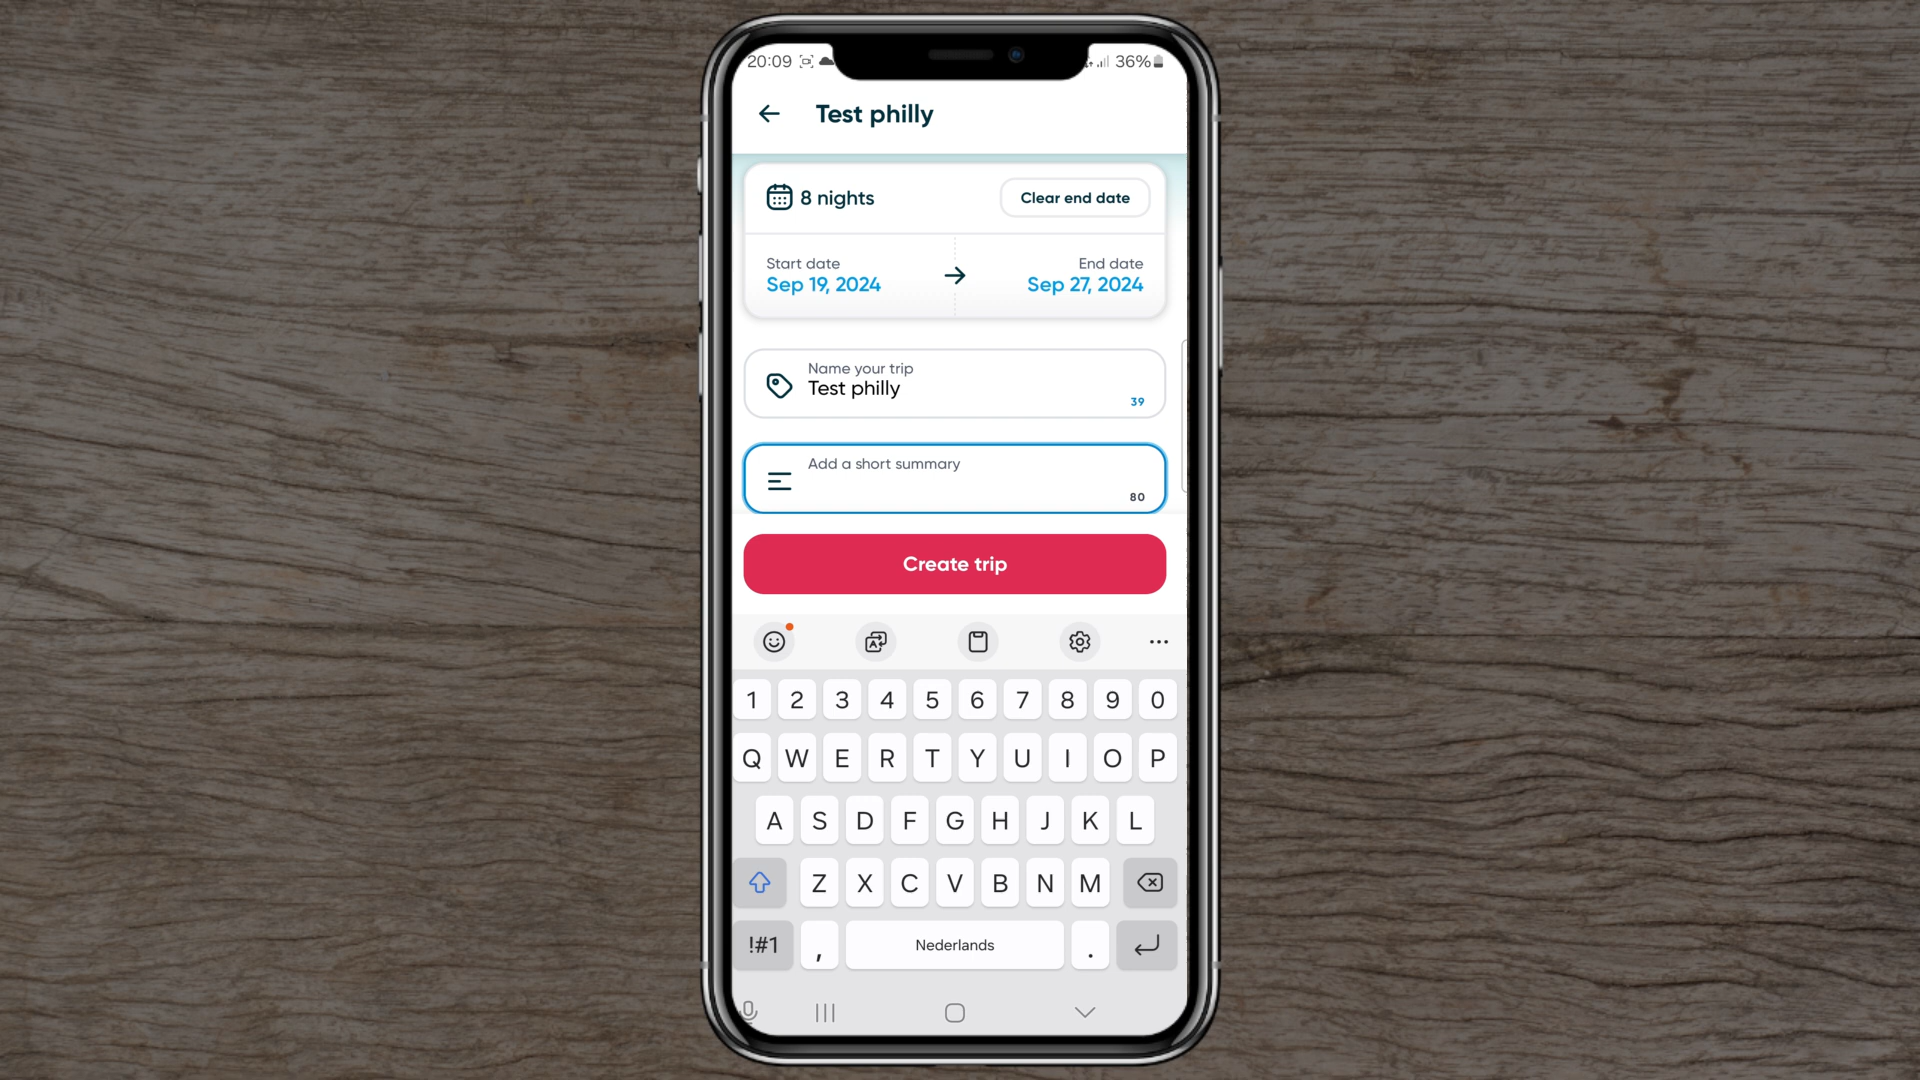 20:09 36%
Test philly
8 nights Clear end date
Start date End date
Sep 19, 2024 Sep 27, 2024
Name your trip
Test philly
39
Add a short summary
80
Create trip
1 2 3 4 5 6 7 8 9 0
Q W E R T Y U I O P
A S D F G H J K L
Z X C V B N M
!#1 , Nederlands .